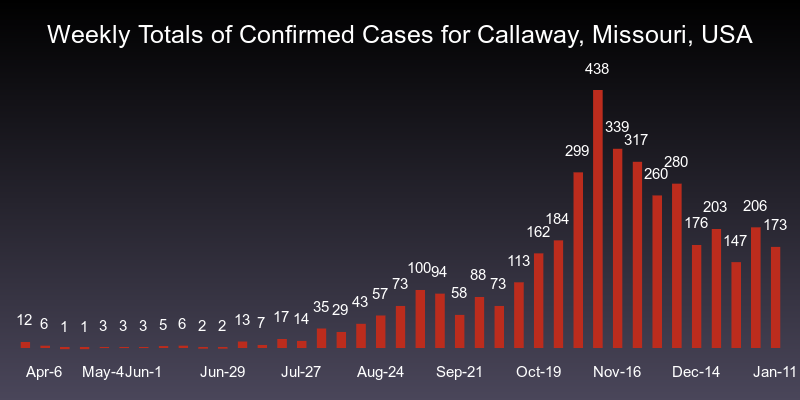 Weekly Totals of Confirmed Cases for Callaway, Missouri, USA
12 6 1 1 3 3 3 5 6 2 2 13 7 17 14 35 29 43 57 73 100 94 58 88 73 113 162 184 299 438 339 317 260 280 176 203 147 206 173
Apr-6 May-4 Jun-1 Jun-29 Jul-27 Aug-24 Sep-21 Oct-19 Nov-16 Dec-14 Jan-11